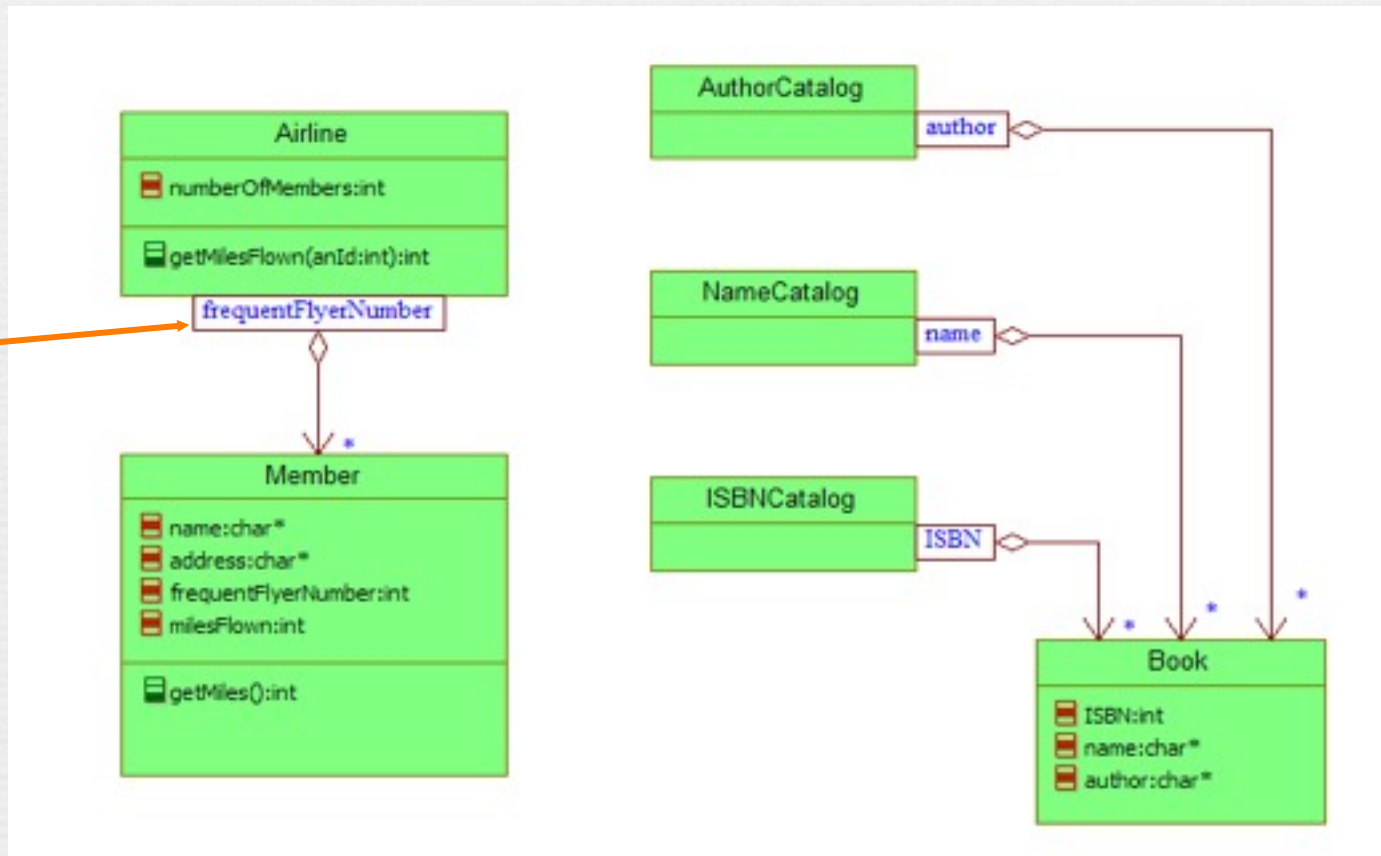 Airline
numberOfMembers:int
getMilesFlown(anId:int):int
frequentFlyerNumber
*
Member
name:char*
address:char*
frequentFlyerNumber:int
milesFlown:int
getMiles():int
AuthorCatalog
author
NameCatalog
name
ISBNCatalog
ISBN
*
*
*
Book
ISBN:int
name:char*
author:char*